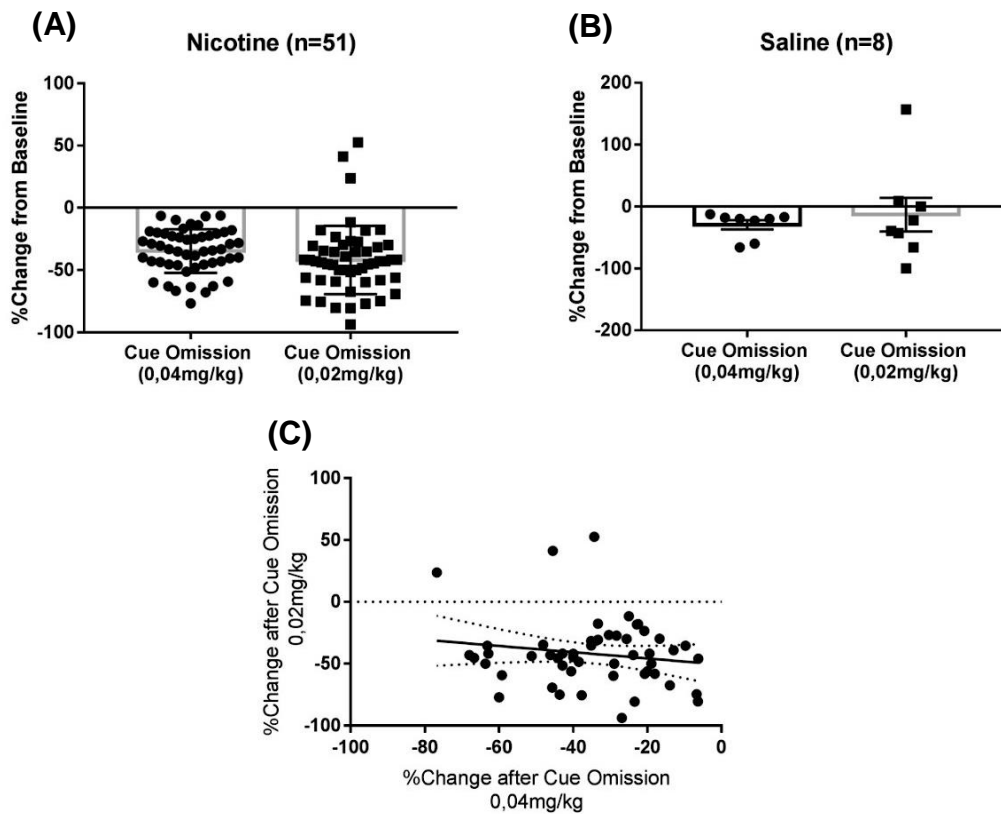 (A)
Nicotine (n=51)
%Change from Baseline
100
50
0
-50
-100
Cue Omission
(0,04mg/kg)
Cue Omission
(0,02mg/kg)
(B)
Saline (n=8)
%Change from Baseline
200
100
0
-100
-200
Cue Omission
(0,04mg/kg)
Cue Omission
(0,02mg/kg)
(C)
%Change after Cue Omission
0,02mg/kg
100
50
0
-50
-100
-100
-80
-60
-40
-20
0
%Change after Cue Omission
0,04mg/kg